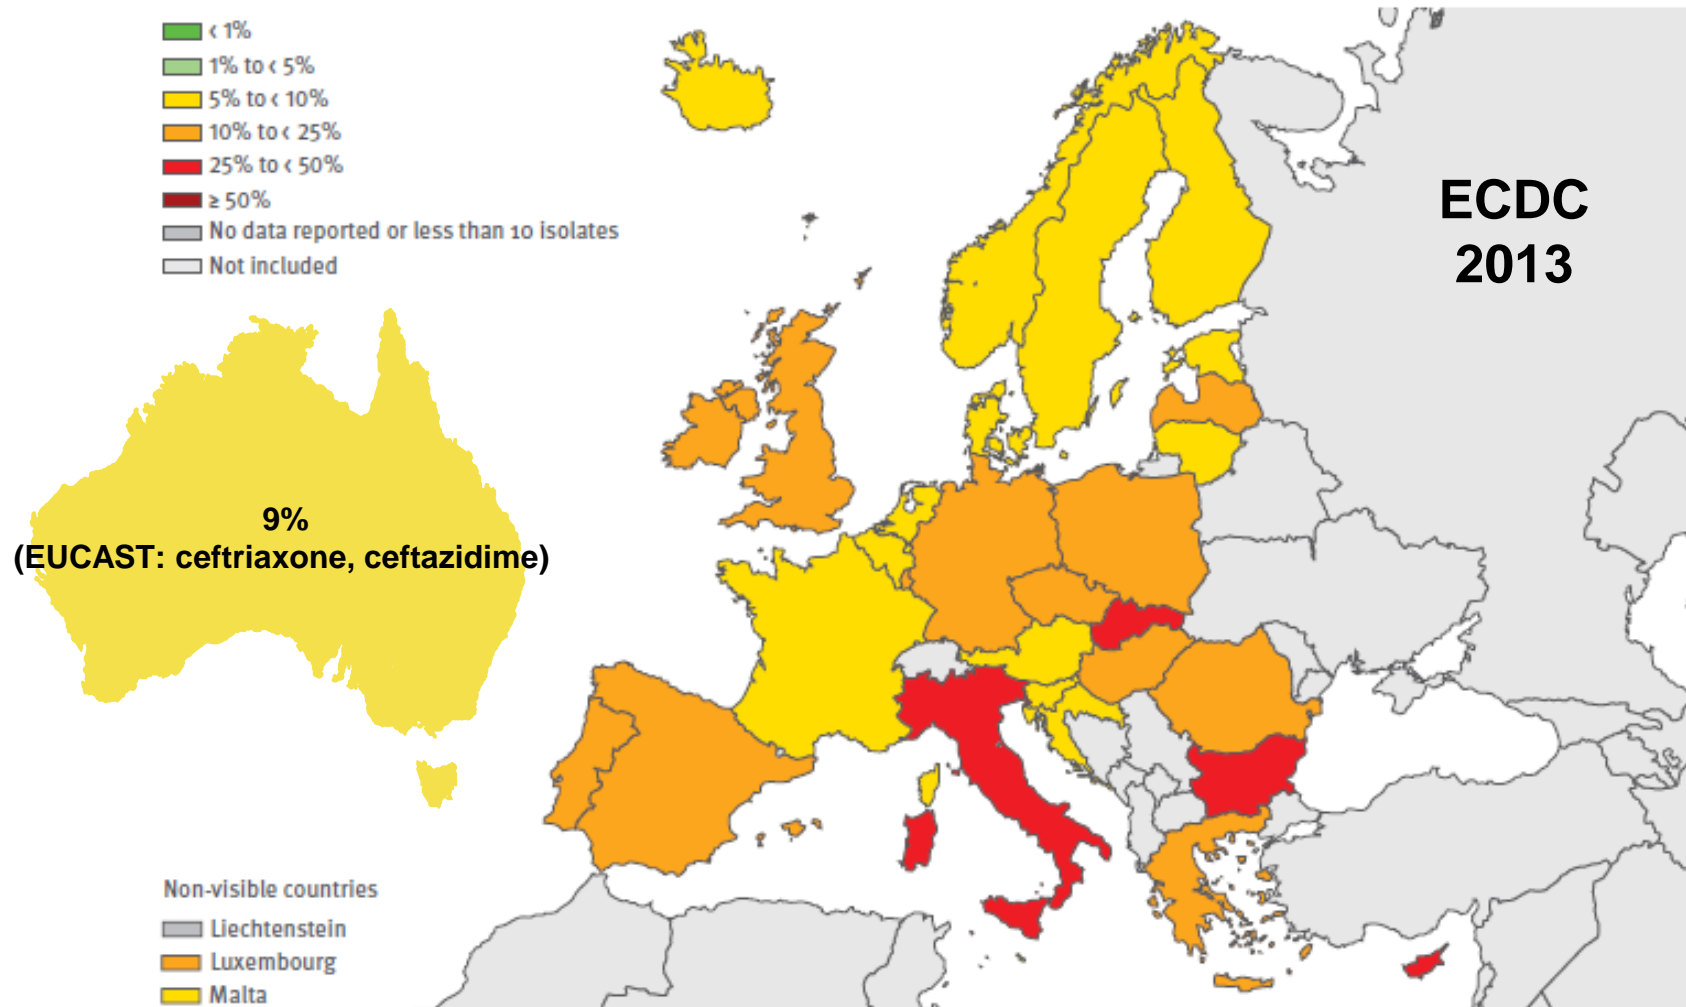 ‹ 1%
1% to ‹ 5%
5% to ‹ 10%
10% to ‹ 25%
25% to ‹ 50%
≥ 50%
No data reported or less than 10 isolates
Not included
ECDC
2013
9%
(EUCAST: ceftriaxone, ceftazidime)
Non-visible countries
Liechtenstein
Luxembourg
Malta